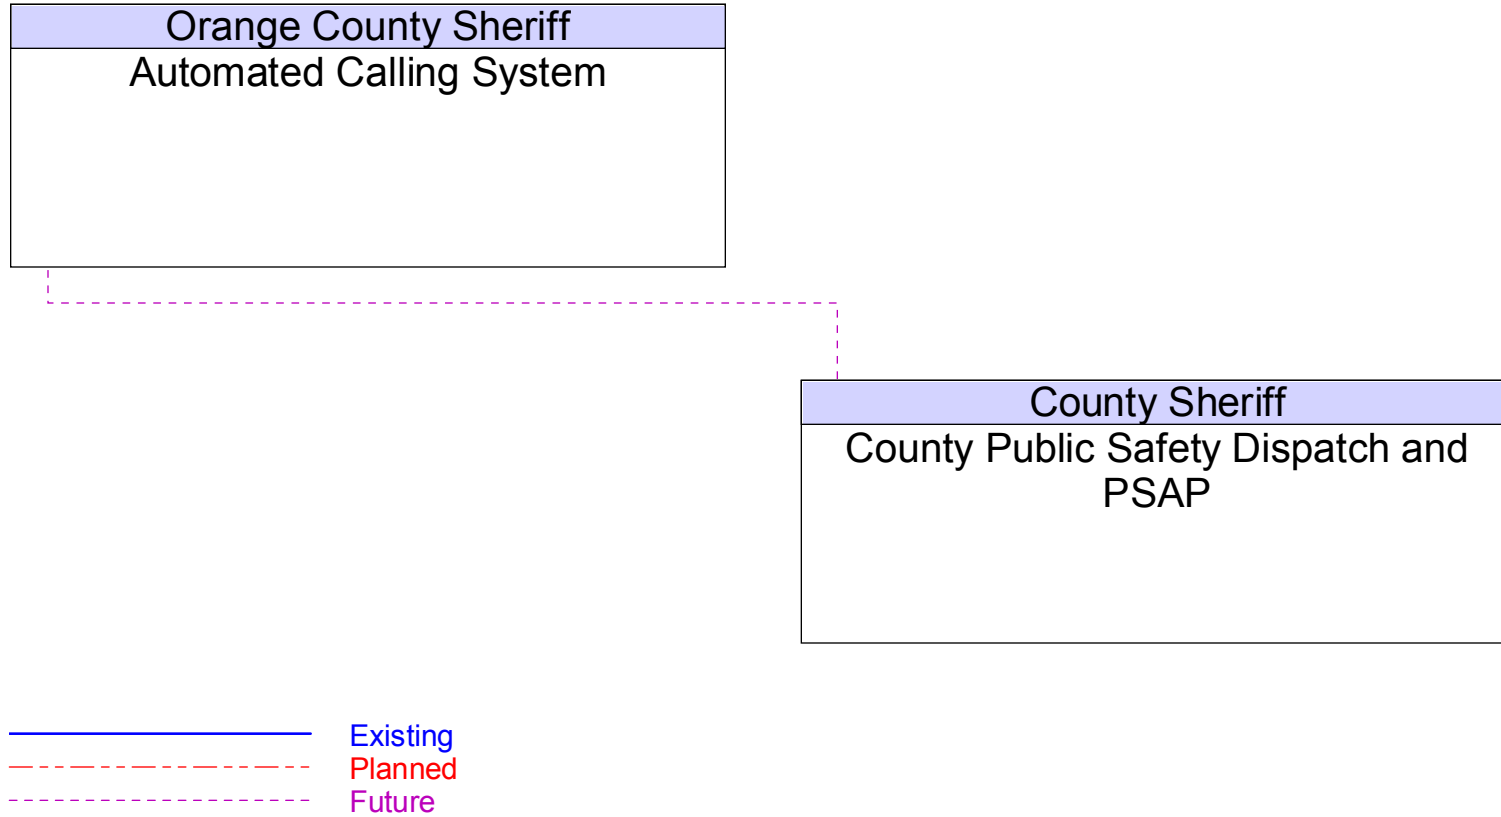 Orange County Sheriff
Automated Calling System
County Sheriff
County Public Safety Dispatch and
PSAP
Existing
Planned
Future